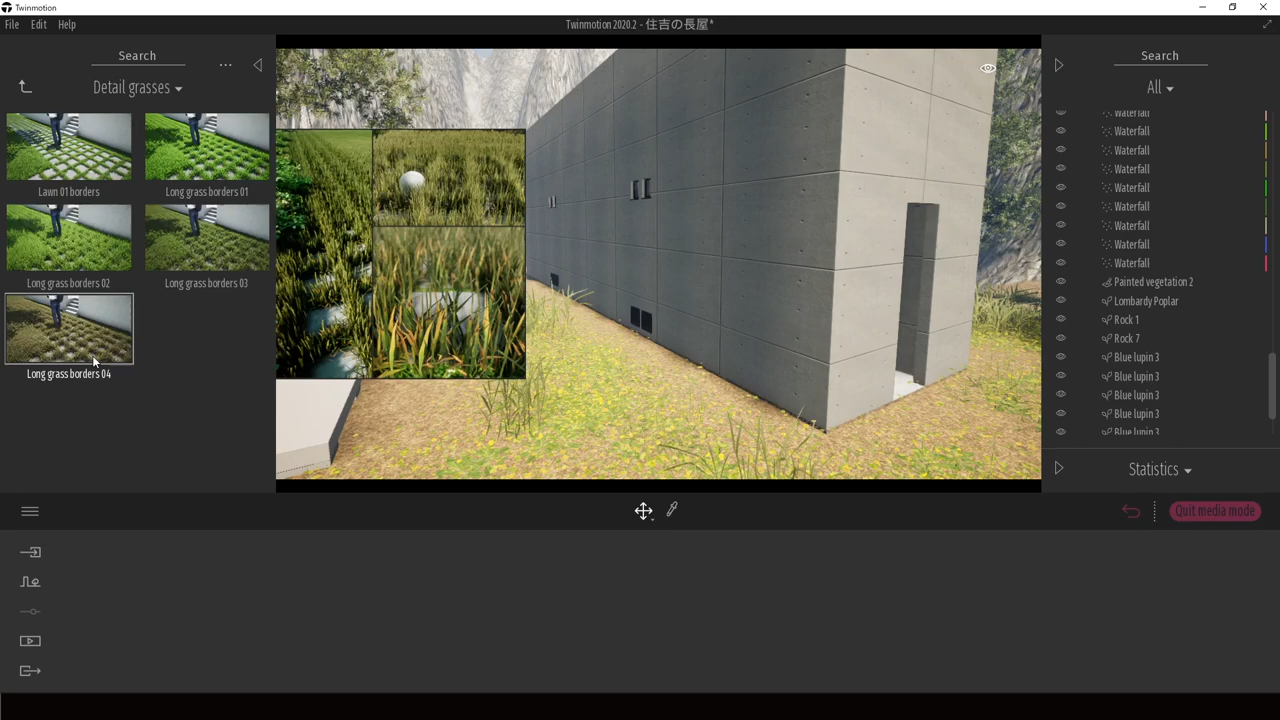 Twinmotion
File Edit Help
Twinmotion 2020.2 - 住吉の長屋*
Search
...
Detail grasses
Lawn 01 borders
Long grass borders 01
Long grass borders 02
Long grass borders 03
Long grass borders 04
Search
All
Waterfall
Waterfall
Waterfall
Waterfall
Waterfall
Waterfall
Waterfall
Waterfall
Waterfall
Painted vegetation 2
Lombardy Poplar
Rock 1
Rock 7
Blue lupin 3
Blue lupin 3
Blue lupin 3
Blue lupin 3
Blue lupin 3
Statistics
Quit media mode